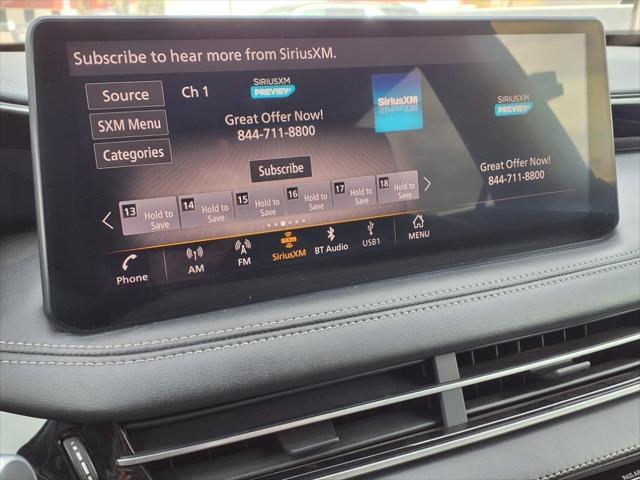 Subscribe to hear more from SiriusXM.
Source
Ch 1
SIRIUSXM
PREVIEW
SiriusXM
SIRIUSXM
PREVIEW
SXM Menu
Great Offer Now!
844-711-8800
Categories
Great Offer Now!
844-711-8800
Subscribe
13 Hold to Save
14 Hold to Save
15 Hold to Save
16 Hold to Save
17 Hold to Save
18 Hold to Save
Phone
AM
FM
sxm
SiriusXM
BT Audio
USB1
MENU